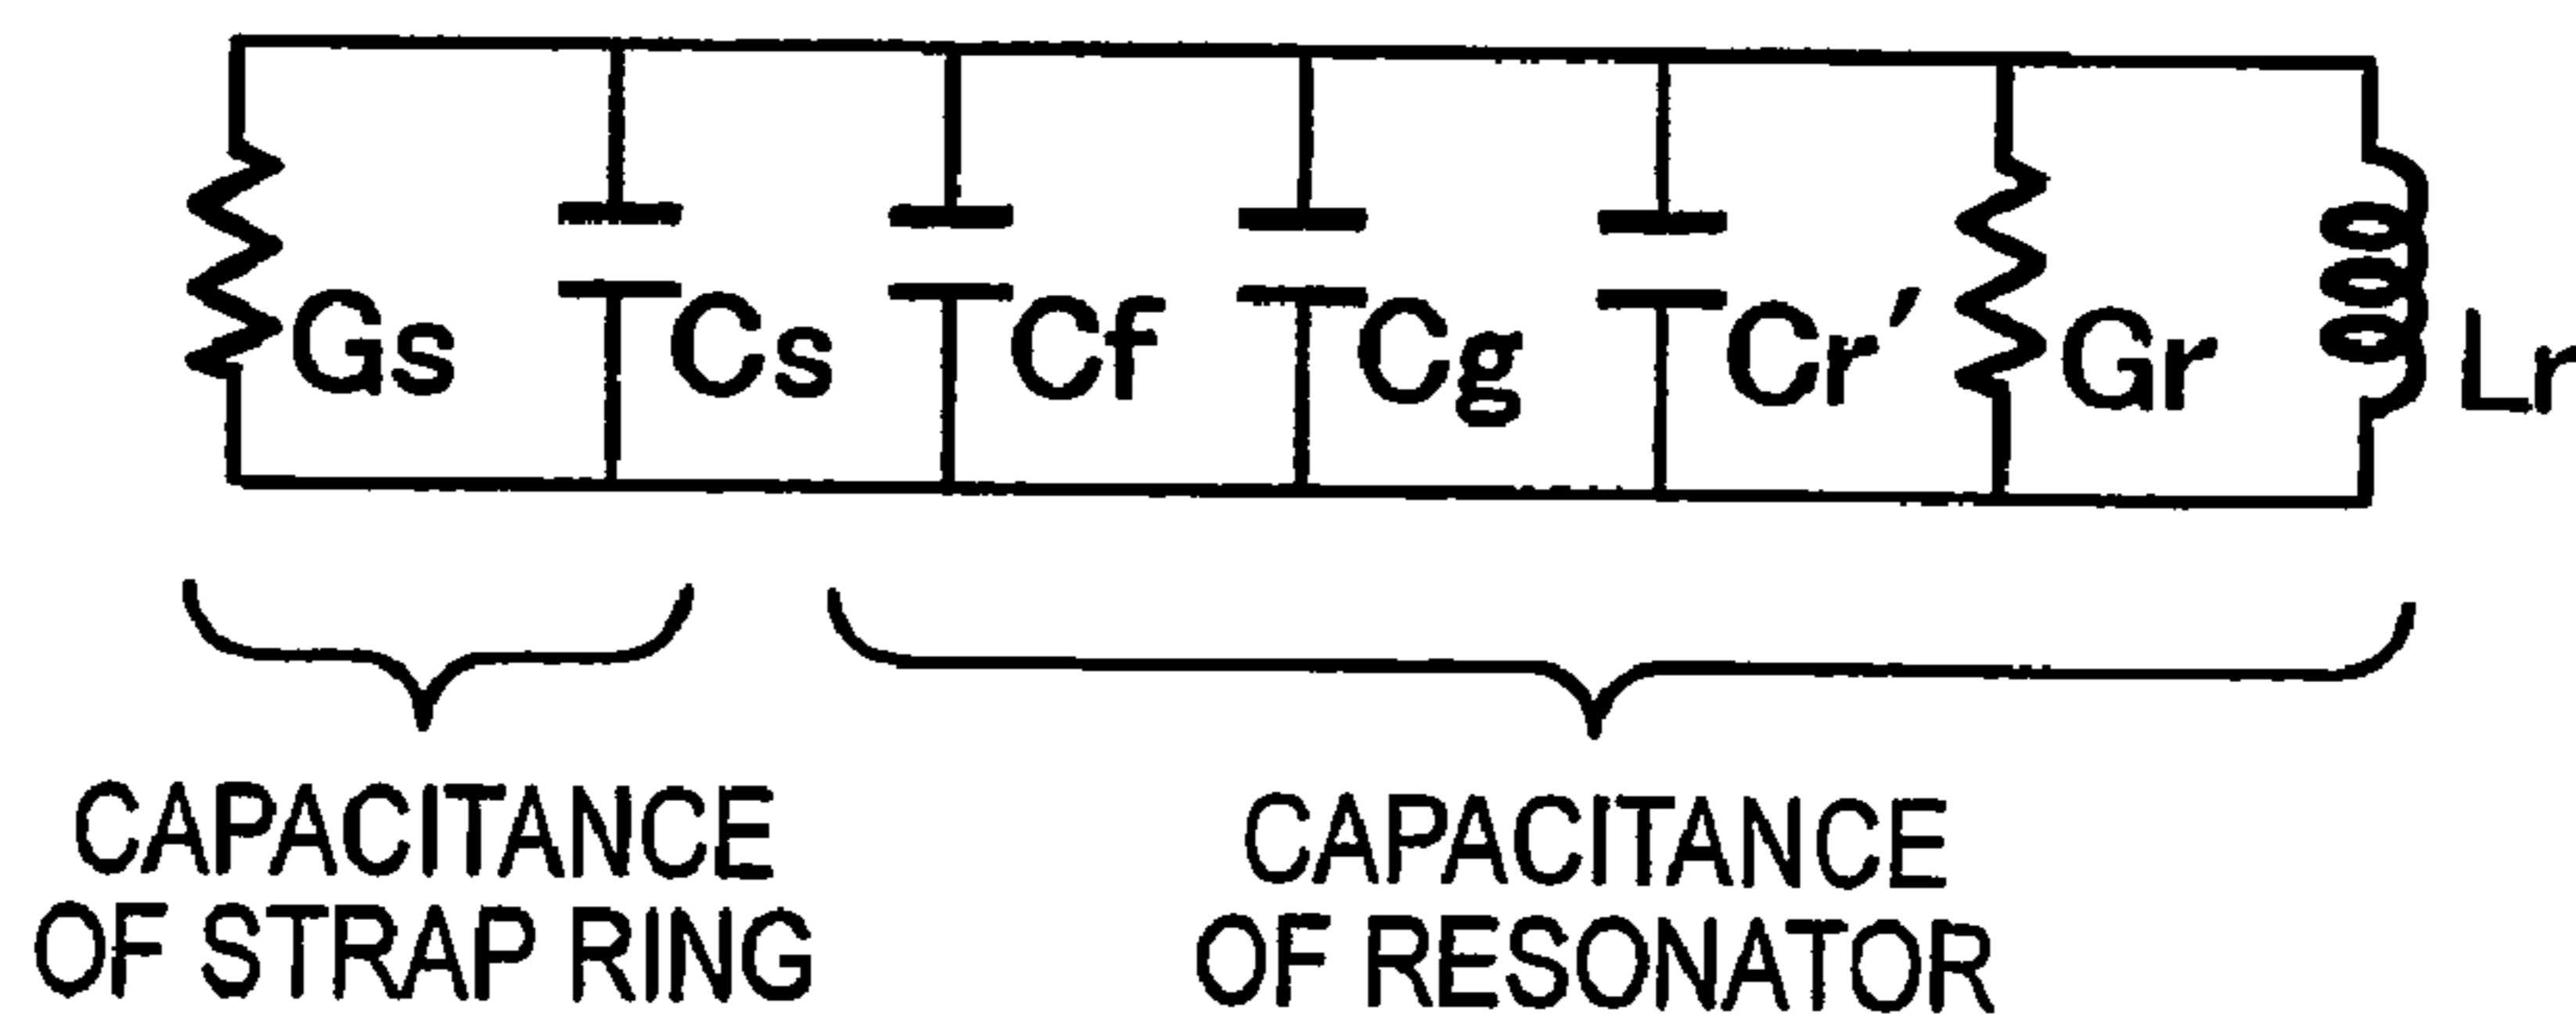 Gs Cs Cf Cg Cr′ Gr Lr
CAPACITANCE
OF STRAP RING
CAPACITANCE
OF RESONATOR